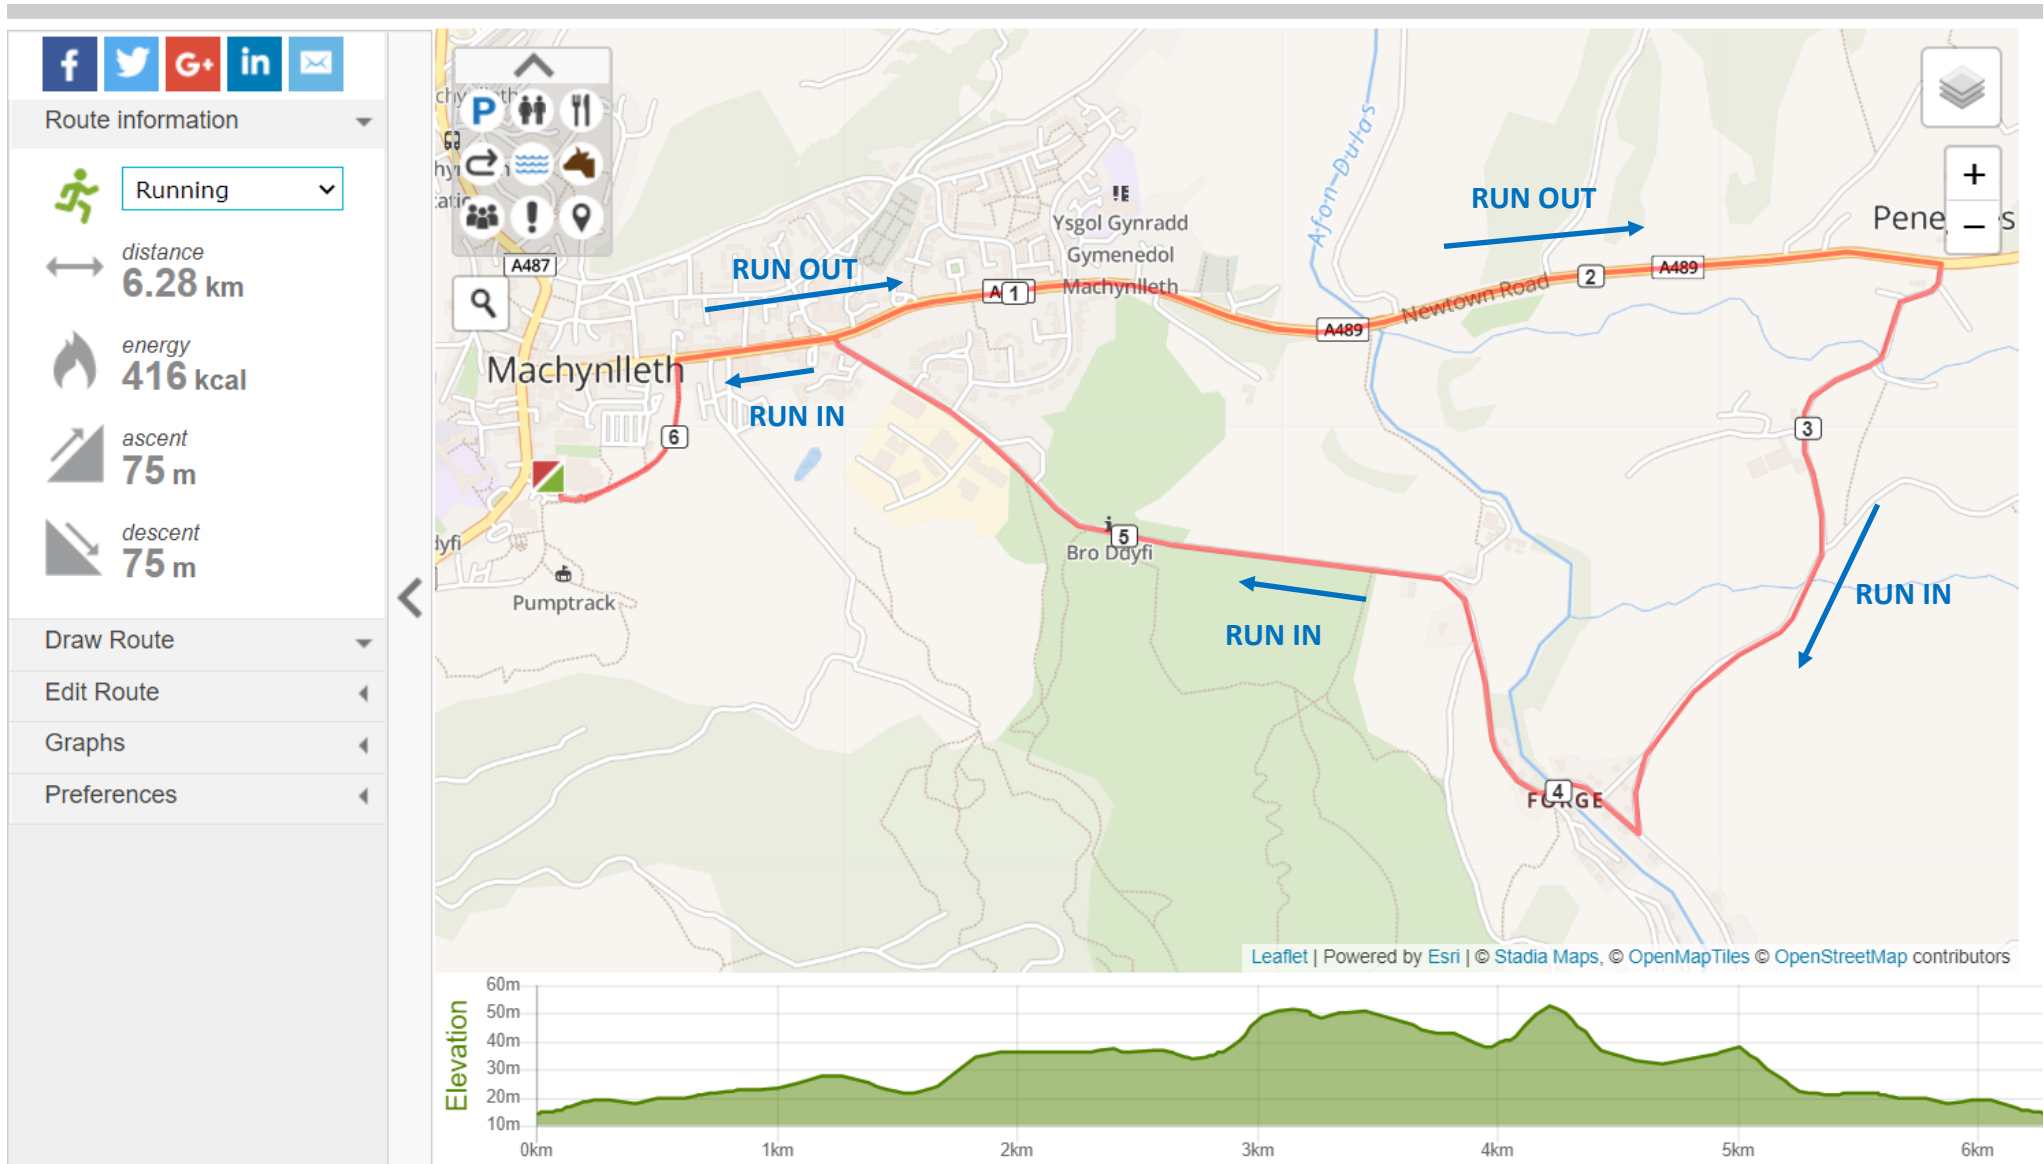 f
G+
in
Route information
Running
distance
6.28 km
energy
416 kcal
ascent
75 m
descent
75 m
Draw Route
Edit Route
Graphs
Preferences
P
A487
Machynlleth
RUN OUT
RUN IN
6
Pumptrack
1
Ysgol Gynradd
Gymenedol
Machynlleth
Afon Dulas
A489
Newtown Road
2
A489
RUN OUT
+
−
3
RUN IN
5
Bro Ddyfi
RUN IN
4
FORGE
Leaflet | Powered by Esri | © Stadia Maps, © OpenMapTiles © OpenStreetMap contributors
Elevation
60m
50m
40m
30m
20m
10m
0km
1km
2km
3km
4km
5km
6km